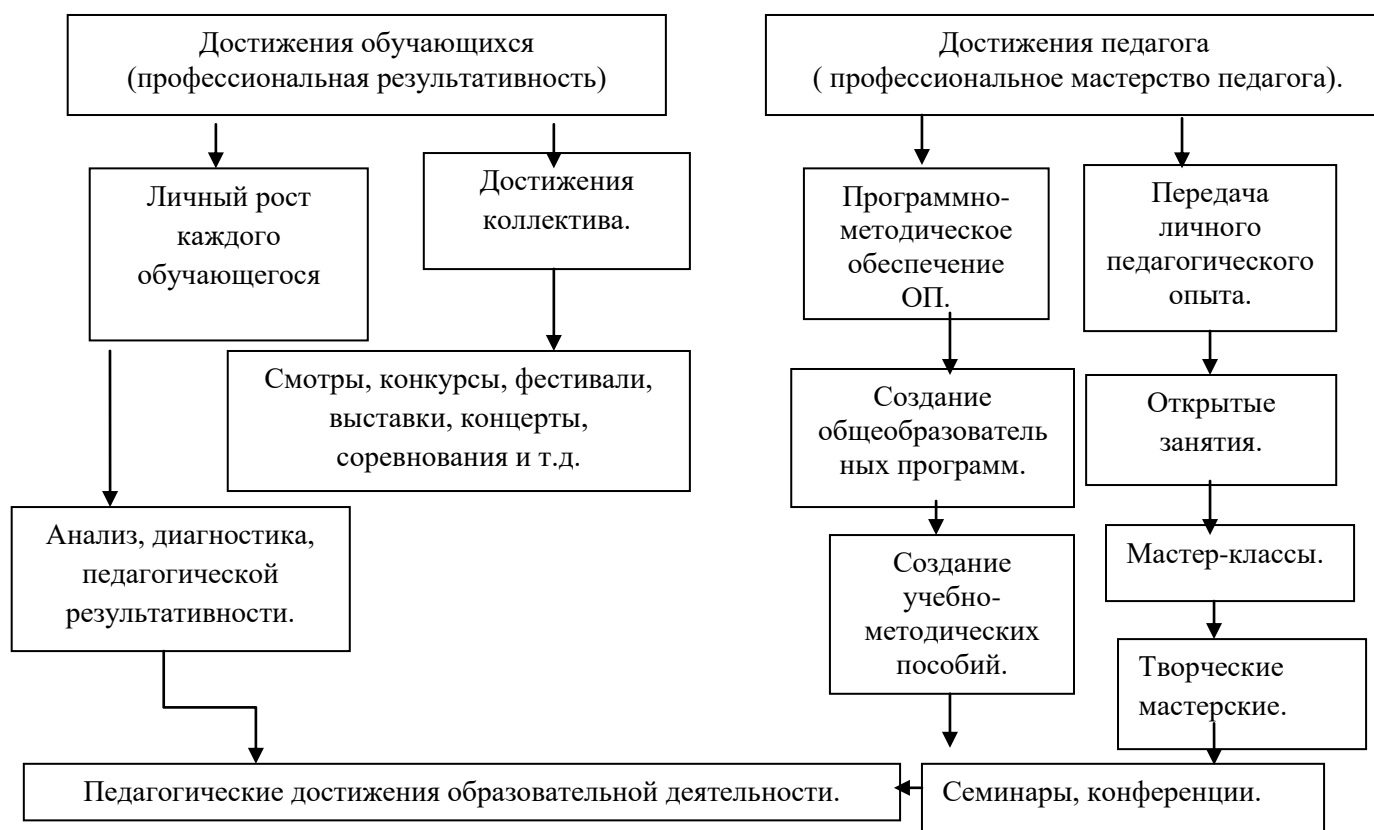 Достижения обучающихся
(профессиональная результативность)
Достижения педагога
( профессиональное мастерство педагога).
Личный рост
каждого
обучающегося
Достижения
коллектива.
Программно-
методическое
обеспечение
ОП.
Передача
личного
педагогического
опыта.
Смотры, конкурсы, фестивали,
выставки, концерты,
соревнования и т.д.
Создание
общеобразователь
ных программ.
Открытые
занятия.
Анализ, диагностика,
педагогической
результативности.
Создание
учебно-
методических
пособий.
Мастер-классы.
Творческие
мастерские.
Педагогические достижения образовательной деятельности.
Семинары, конференции.